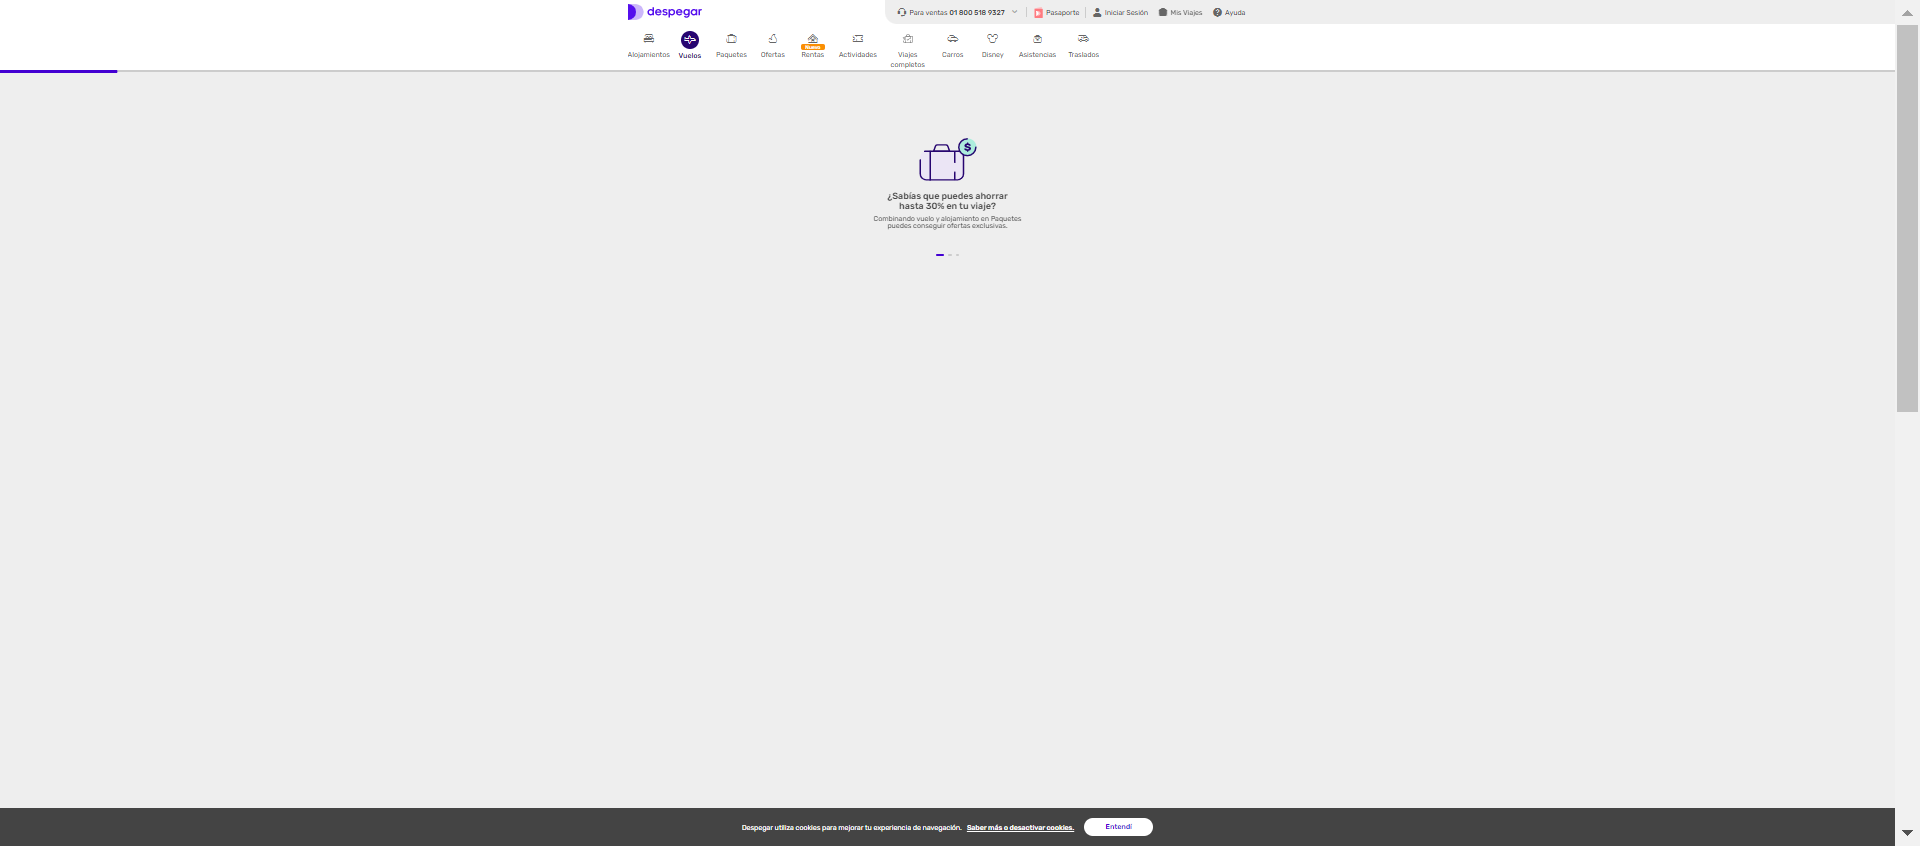 despegar
Para ventas 01 800 518 9327
Pasaporte
Iniciar Sesión
Mis Viajes
Ayuda
Alojamientos
Vuelos
Paquetes
Ofertas
Nuevo
Rentas
Actividades
Viajes
completos
Carros
Disney
Asistencias
Traslados
$
¿Sabías que puedes ahorrar
hasta 30% en tu viaje?
Combinando vuelo y alojamiento en Paquetes
puedes conseguir ofertas exclusivas.
Despegar utiliza cookies para mejorar tu experiencia de navegación. Saber más o desactivar cookies.
Entendí